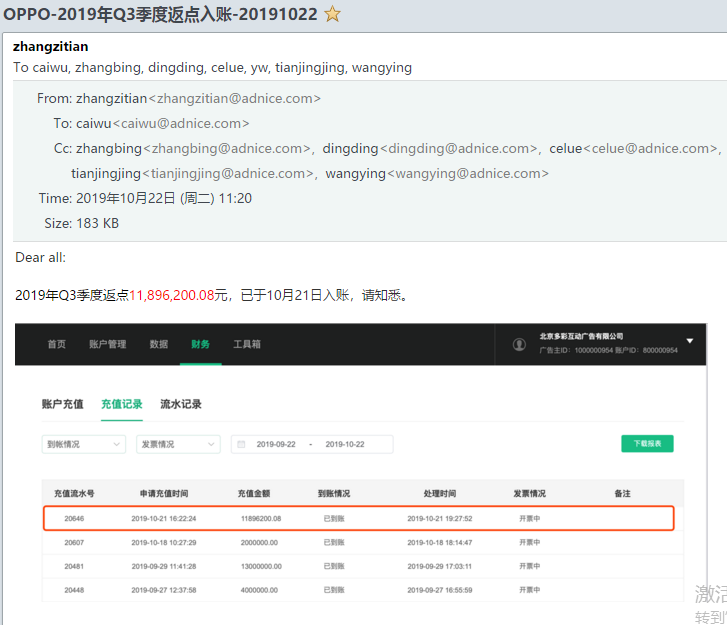 OPPO-2019年Q3季度返点入账-20191022
zhangzitian
To caiwu, zhangbing, dingding, celue, yw, tianjingjing, wangying
From: zhangzitian<zhangzitian@adnice.com>
To: caiwu<caiwu@adnice.com>
Cc: zhangbing<zhangbing@adnice.com>, dingding<dingding@adnice.com>, celue<celue@adnice.com>,
tianjingjing<tianjingjing@adnice.com>, wangying<wangying@adnice.com>
Time: 2019年10月22日 (周二) 11:20
Size: 183 KB
Dear all:
2019年Q3季度返点11,896,200.08元，已于10月21日入账，请知悉。
首页 账户管理 数据 财务 工具箱 北京多彩互动广告有限公司
广告主ID：1000000954 账户ID：800000954
账户充值 充值记录 流水记录
到帐情况 发票情况 2019-09-22 - 2019-10-22 下载报表
充值流水号 申请充值时间 充值金额 到账情况 处理时间 发票情况 备注
20646 2019-10-21 16:22:24 11896200.08 已到账 2019-10-21 19:27:52 开票中
20607 2019-10-18 10:27:29 2000000.00 已到账 2019-10-18 18:14:47 开票中
20481 2019-09-29 11:41:28 13000000.00 已到账 2019-09-29 17:03:11 开票中
20448 2019-09-27 12:37:58 4000000.00 已到账 2019-09-27 16:55:59 开票中
激活
转到